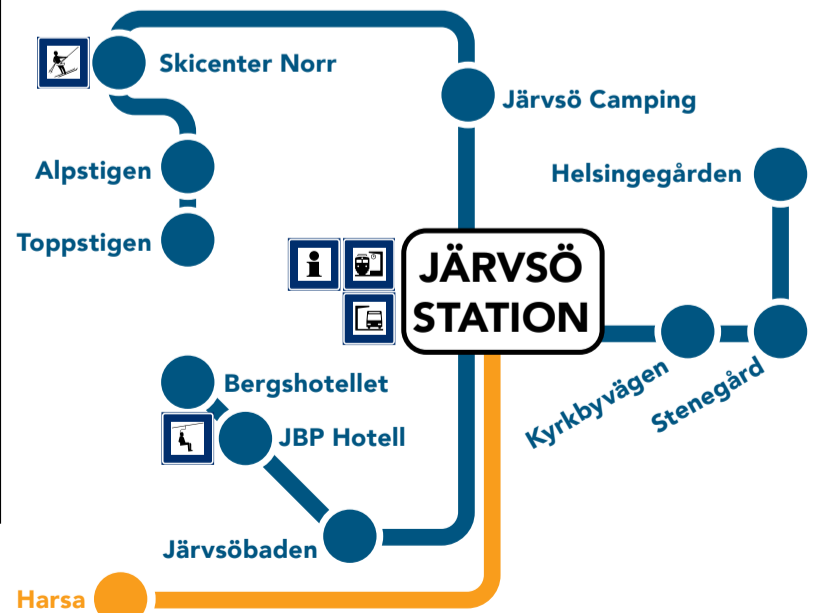 Skicenter Norr
Järvsö Camping
Alpstigen
Helsingegården
Toppstigen
JÄRVSÖ
STATION
Kyrkbyvägen
Stenegård
Bergshotellet
JBP Hotell
Järvsöbaden
Harsa